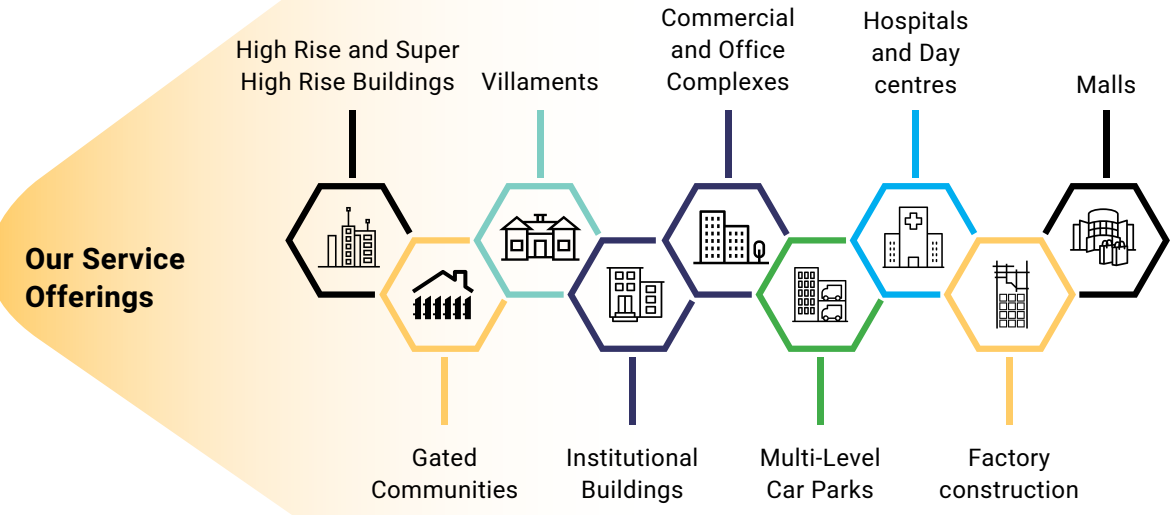 Our Service
Offerings
High Rise and Super
High Rise Buildings
Villaments
Commercial
and Office
Complexes
Hospitals
and Day
centres
Malls
Gated
Communities
Institutional
Buildings
Multi-Level
Car Parks
Factory
construction